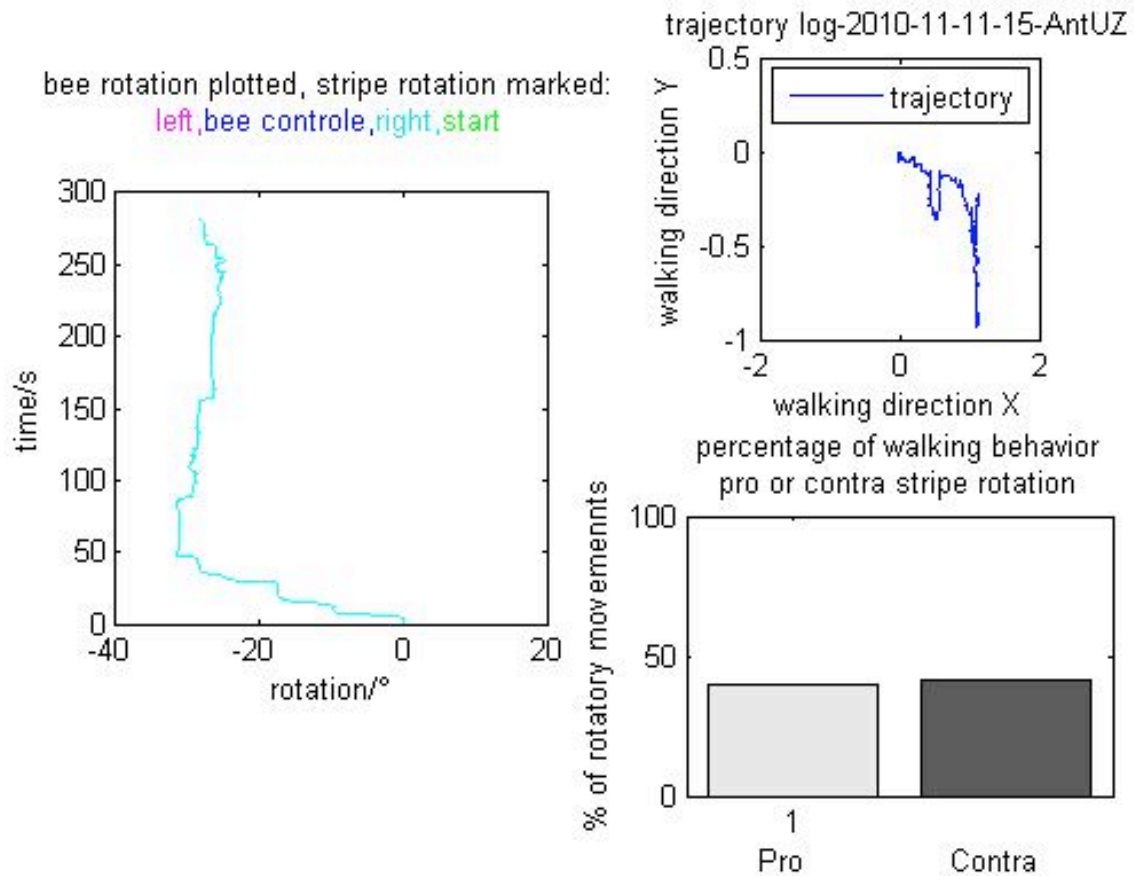 bee rotation plotted, stripe rotation marked:
left,bee controle,right,start
300
250
200
150
100
50
0
-40
-20
0
20
time/s
rotation/°
trajectory log-2010-11-11-15-AntUZ
trajectory
0.5
0
-0.5
-1
-2
0
2
walking direction Y
walking direction X
percentage of walking behavior
pro or contra stripe rotation
100
50
0
% of rotatory movemennts
1
Pro
Contra